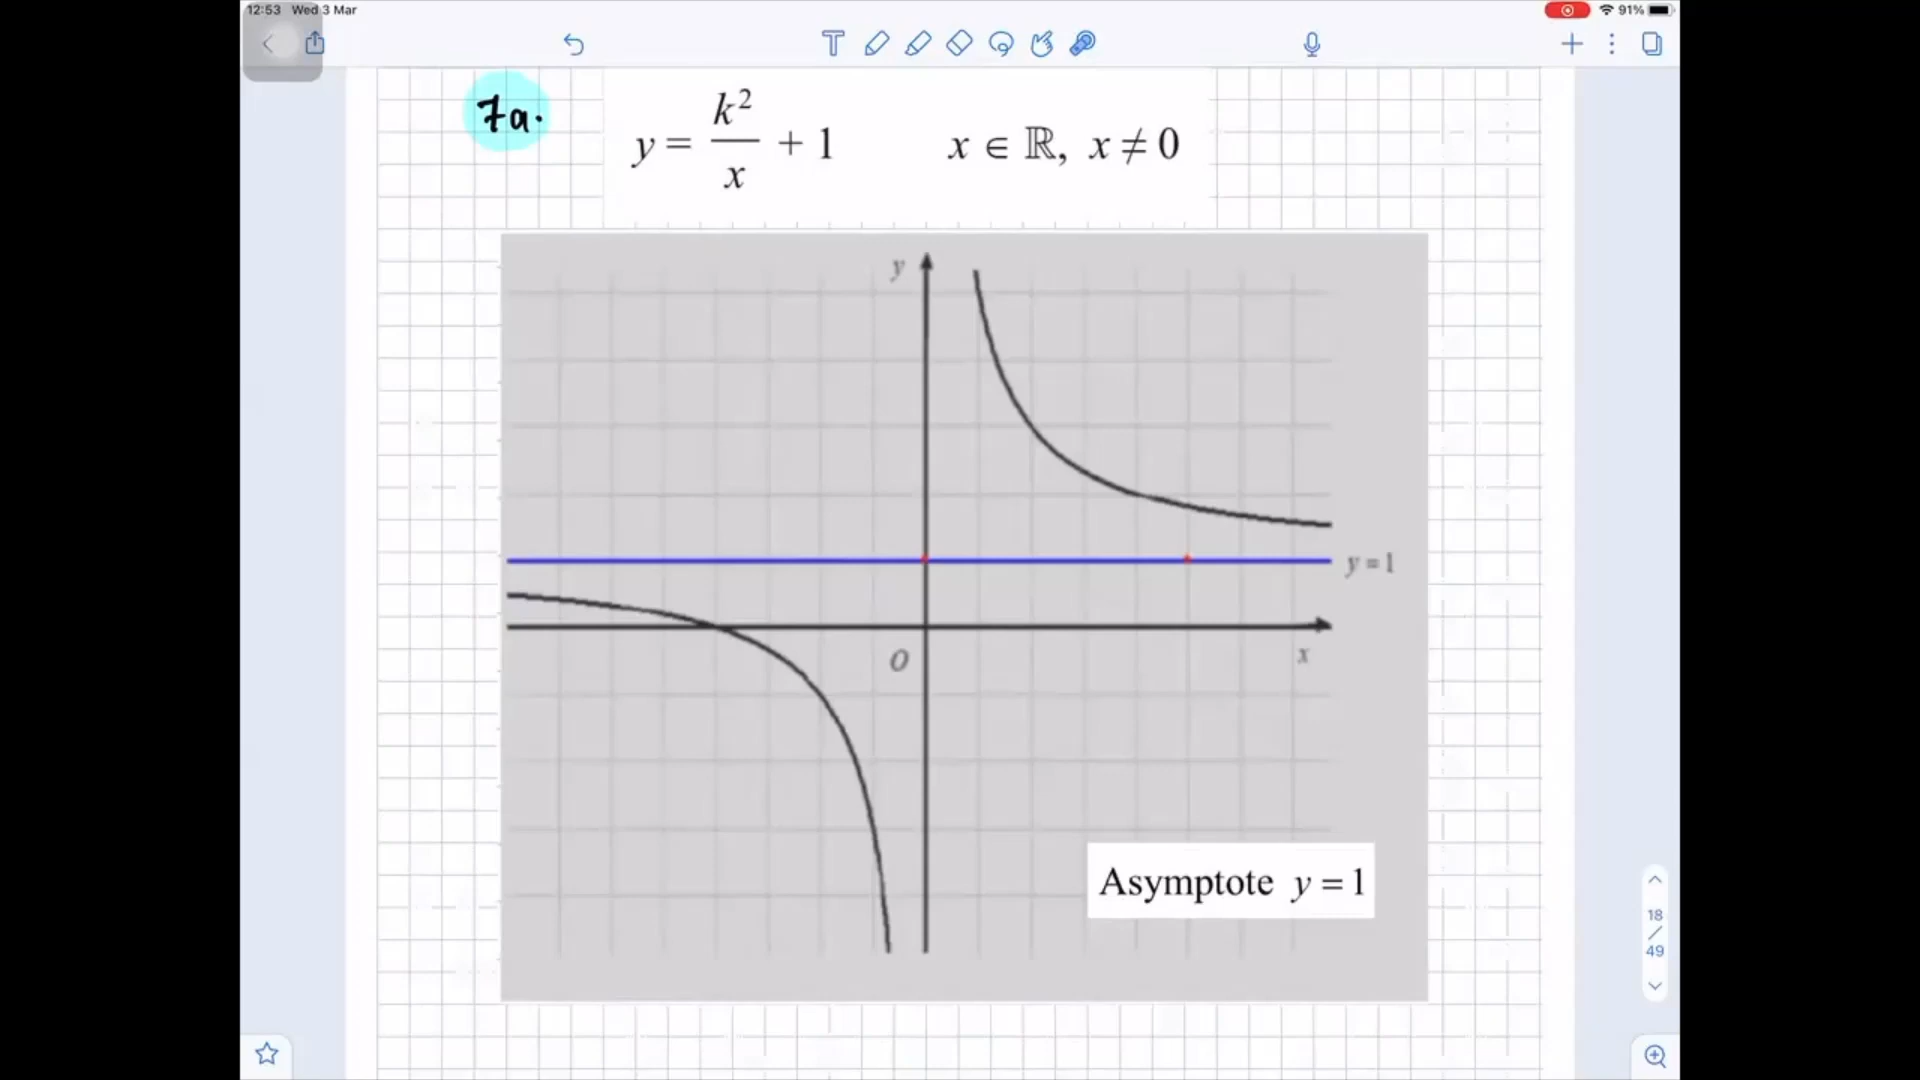 12:53 Wed 3 Mar
91%
7a.
y = k²/x + 1 x ∈ ℝ, x ≠ 0
y
y = 1
O
x
Asymptote y = 1
18
/
49